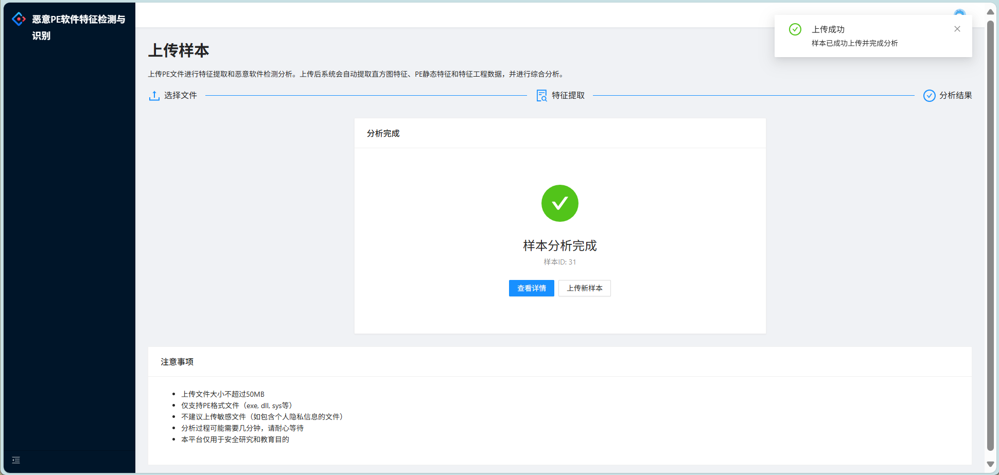 恶意PE软件特征检测与
识别
上传成功
样本已成功上传并完成分析
上传样本
上传PE文件进行特征提取和恶意软件检测分析。上传后系统会自动提取直方图特征、PE静态特征和特征工程数据，并进行综合分析。
选择文件
特征提取
分析结果
分析完成
样本分析完成
样本ID: 31
查看详情
上传新样本
注意事项
上传文件大小不超过50MB
仅支持PE格式文件（exe, dll, sys等）
不建议上传敏感文件（如包含个人隐私信息的文件）
分析过程可能需要几分钟，请耐心等待
本平台仅用于安全研究和教育目的